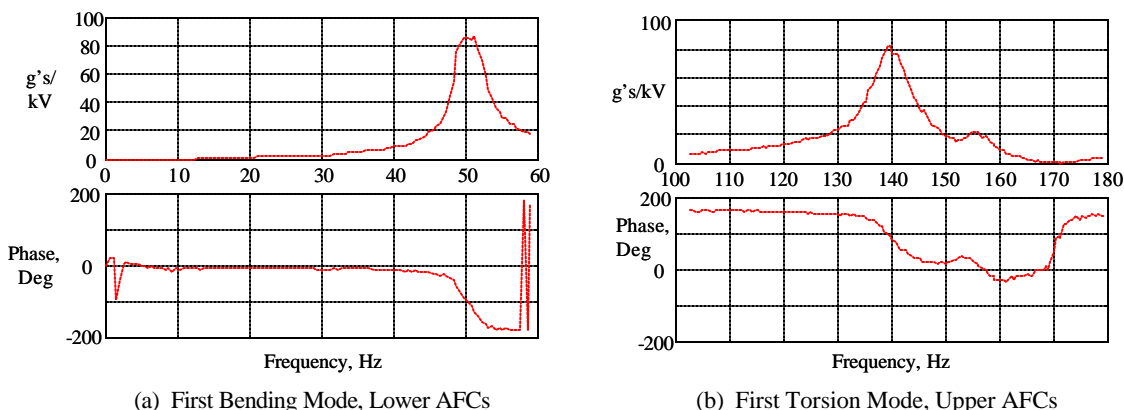 100
80
g's/
60
kV
40
20
0
0 10 20 30 40 50 60
200
Phase,
0
Deg
-200
Frequency, Hz
(a) First Bending Mode, Lower AFCs
100
g's/kV
0
100 110 120 130 140 150 160 170 180
200
Phase,
Deg
0
-200
Frequency, Hz
(b) First Torsion Mode, Upper AFCs